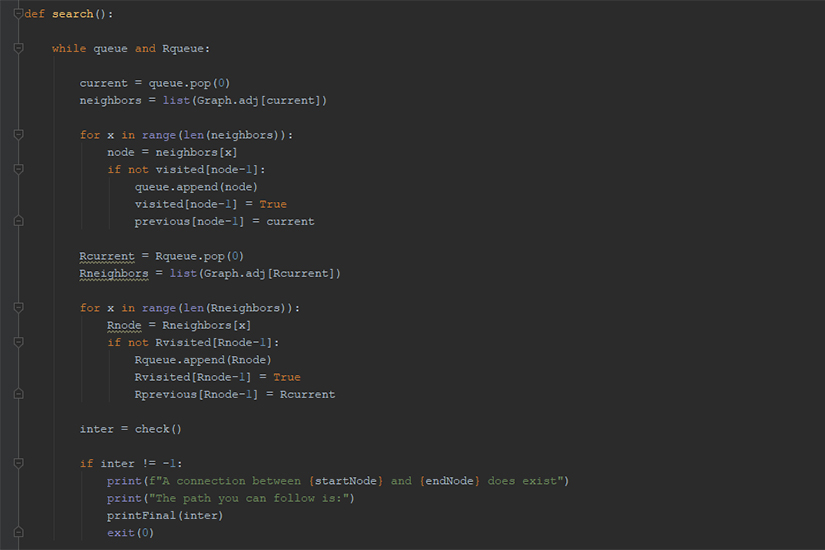 def search():
while queue and Rqueue:
current = queue.pop(0)
neighbors = list(Graph.adj[current])
for x in range(len(neighbors)):
node = neighbors[x]
if not visited[node-1]:
queue.append(node)
visited[node-1] = True
previous[node-1] = current
Rcurrent = Rqueue.pop(0)
Rneighbors = list(Graph.adj[Rcurrent])
for x in range(len(Rneighbors)):
Rnode = Rneighbors[x]
if not Rvisited[Rnode-1]:
Rqueue.append(Rnode)
Rvisited[Rnode-1] = True
Rprevious[Rnode-1] = Rcurrent
inter = check()
if inter != -1:
print(f"A connection between {startNode} and {endNode} does exist")
print("The path you can follow is:")
printFinal(inter)
exit(0)